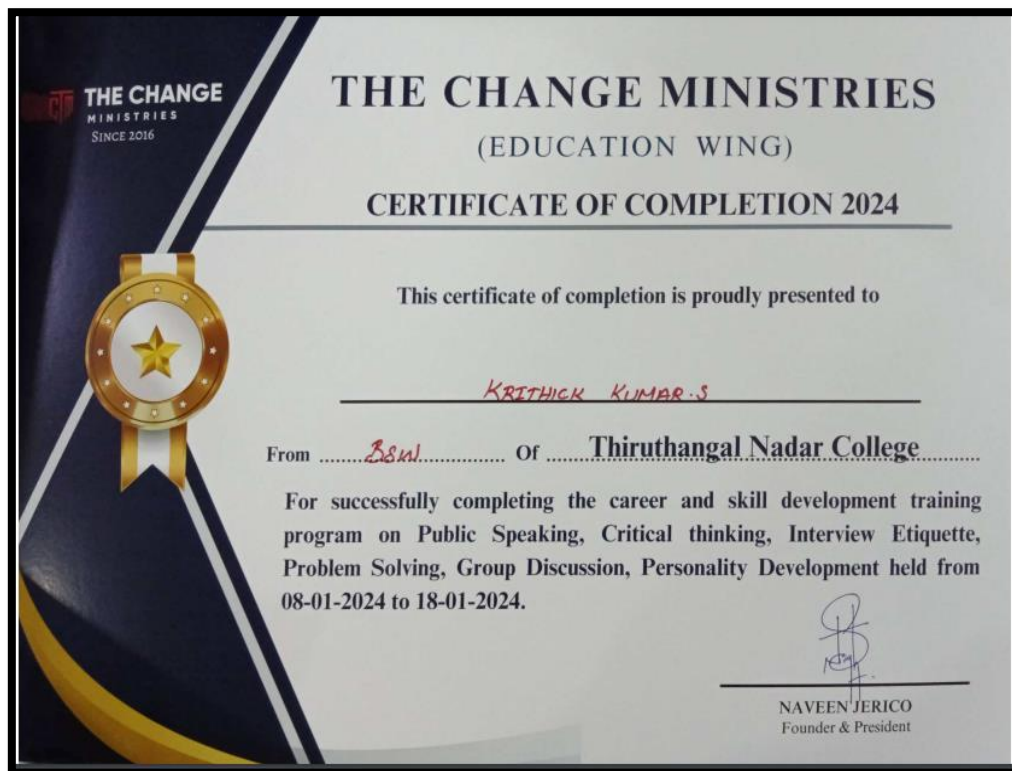 THE CHANGE
MINISTRIES
SINCE 2016
THE CHANGE MINISTRIES
(EDUCATION WING)
CERTIFICATE OF COMPLETION 2024
This certificate of completion is proudly presented to
KRITHICK KUMAR.S
From ......BSW............ Of ......Thiruthangal Nadar College............
For successfully completing the career and skill development training
program on Public Speaking, Critical thinking, Interview Etiquette,
Problem Solving, Group Discussion, Personality Development held from
08-01-2024 to 18-01-2024.
NAVEEN JERICO
Founder & President